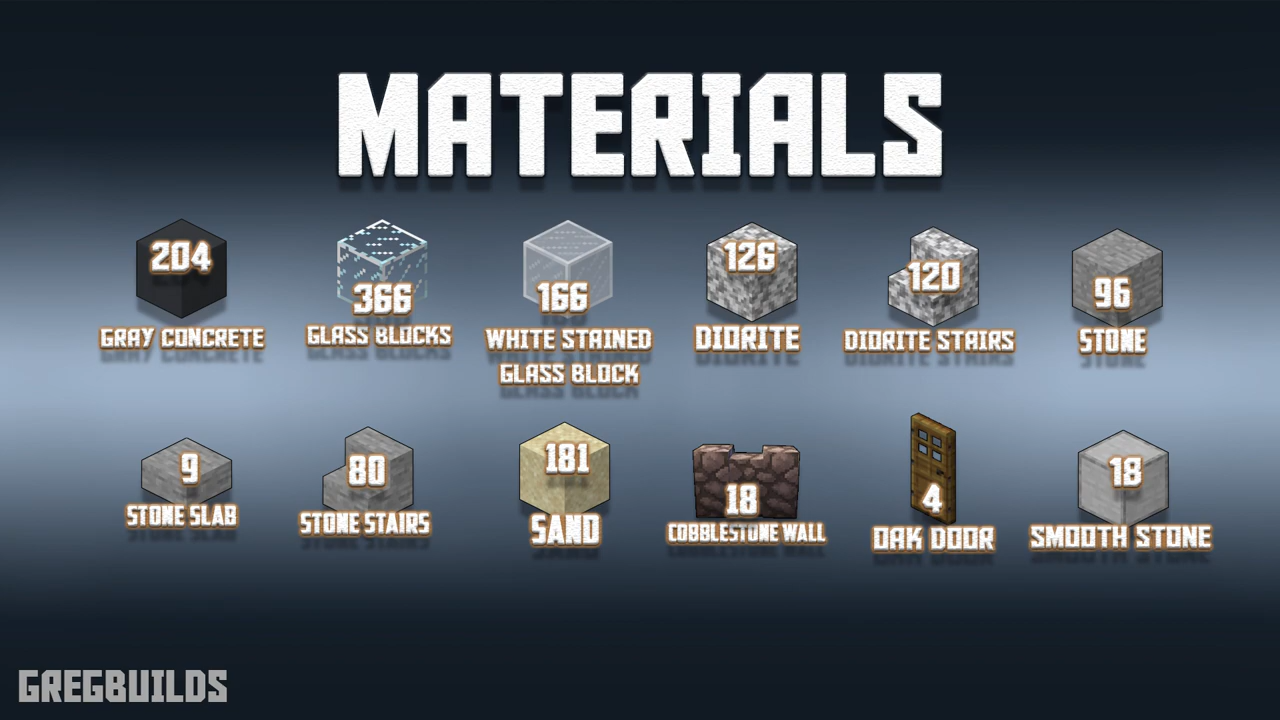 MATERIALS
204
GRAY CONCRETE
366
GLASS BLOCKS
166
WHITE STAINED
GLASS BLOCK
126
DIORITE
120
DIORITE STAIRS
96
STONE
9
STONE SLAB
80
STONE STAIRS
181
SAND
18
COBBLESTONE WALL
4
OAK DOOR
18
SMOOTH STONE
GREGBUILDS